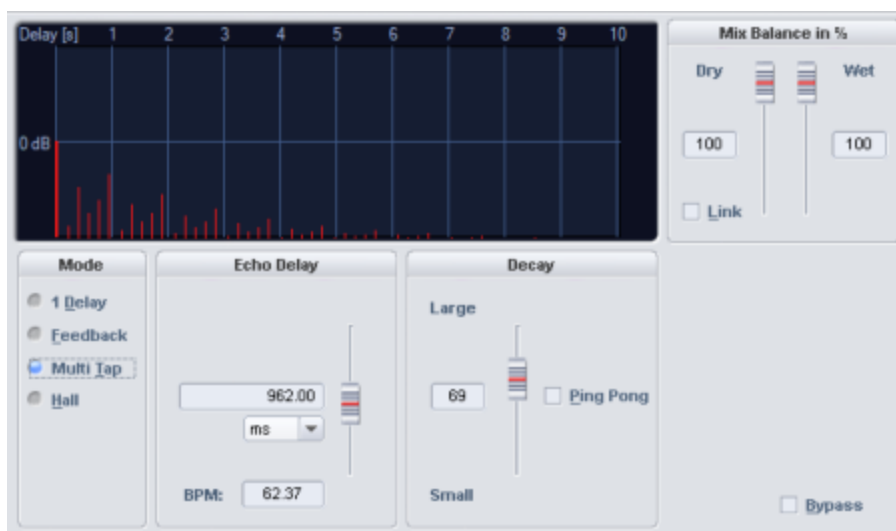 Delay [s] 1 2 3 4 5 6 7 8 9 10
0 dB
Mix Balance in %
Dry Wet
100 100
Link
Mode
1 Delay
Feedback
Multi Tap
Hall
Echo Delay
962.00
ms
BPM: 62.37
Decay
Large
69 Ping Pong
Small
Bypass